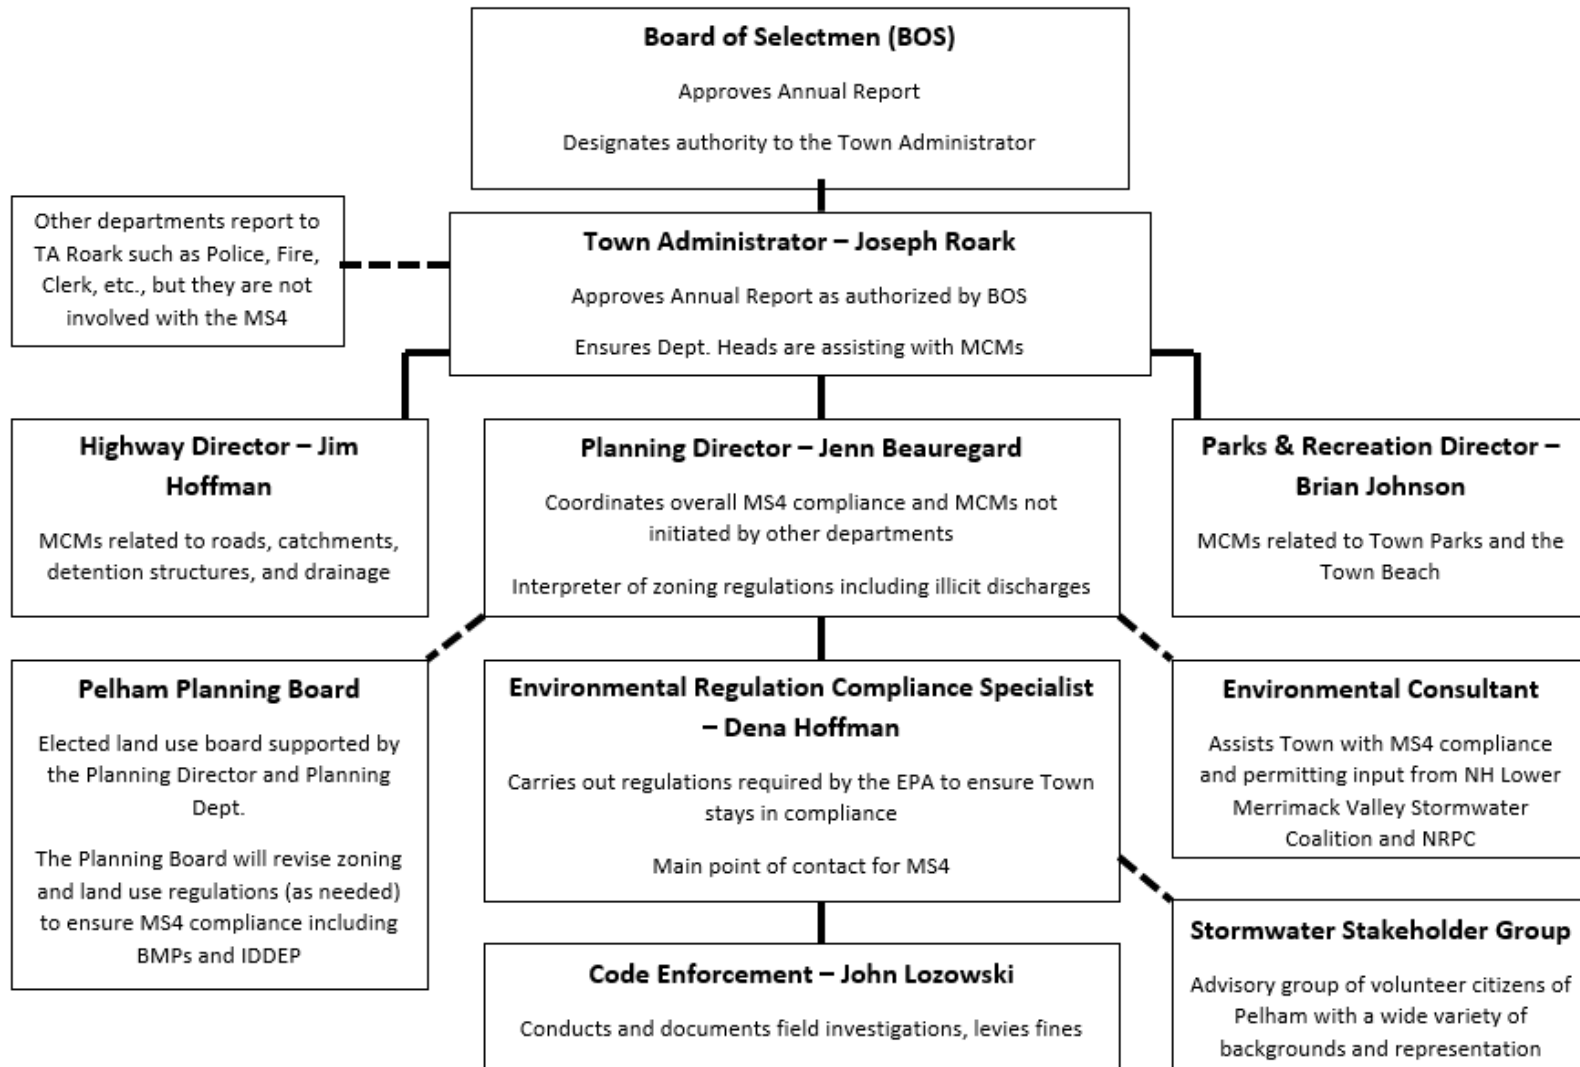 Board of Selectmen (BOS)
Approves Annual Report
Designates authority to the Town Administrator
Other departments report to
TA Roark such as Police, Fire,
Clerk, etc., but they are not
involved with the MS4
Town Administrator – Joseph Roark
Approves Annual Report as authorized by BOS
Ensures Dept. Heads are assisting with MCMs
Highway Director – Jim
Hoffman
MCMs related to roads, catchments,
detention structures, and drainage
Planning Director – Jenn Beauregard
Coordinates overall MS4 compliance and MCMs not
initiated by other departments
Interpreter of zoning regulations including illicit discharges
Parks & Recreation Director –
Brian Johnson
MCMs related to Town Parks and the
Town Beach
Pelham Planning Board
Elected land use board supported by
the Planning Director and Planning
Dept.
The Planning Board will revise zoning
and land use regulations (as needed)
to ensure MS4 compliance including
BMPs and IDDEP
Environmental Regulation Compliance Specialist
– Dena Hoffman
Carries out regulations required by the EPA to ensure Town
stays in compliance
Main point of contact for MS4
Environmental Consultant
Assists Town with MS4 compliance
and permitting input from NH Lower
Merrimack Valley Stormwater
Coalition and NRPC
Code Enforcement – John Lozowski
Conducts and documents field investigations, levies fines
Stormwater Stakeholder Group
Advisory group of volunteer citizens of
Pelham with a wide variety of
backgrounds and representation